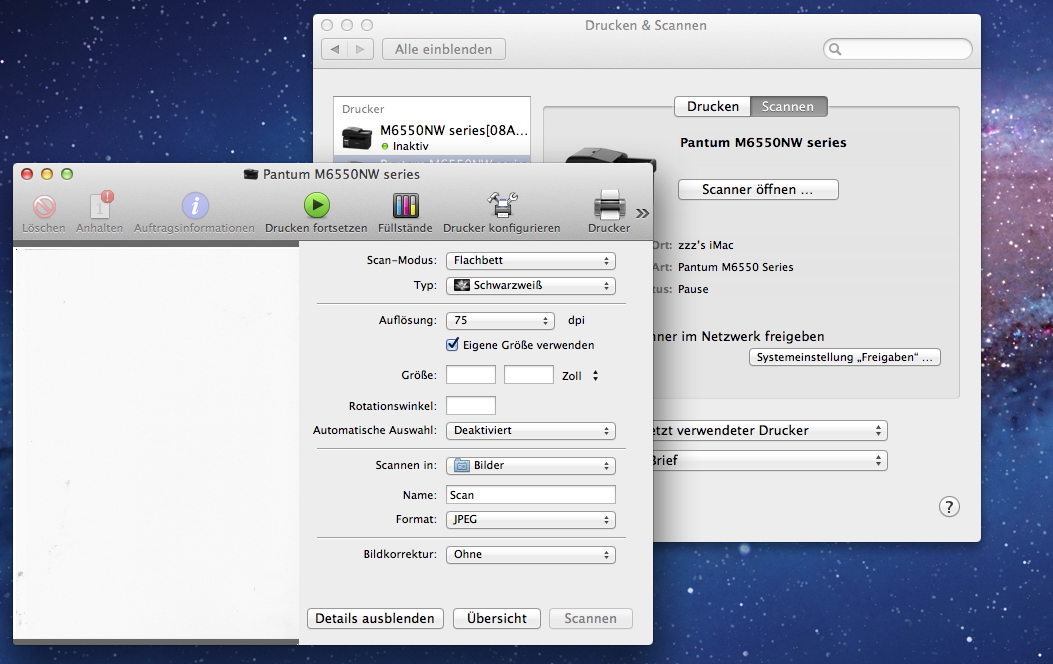 Drucken & Scannen
Alle einblenden
Drucker
M6550NW series[08A...
Inaktiv
Drucken
Scannen
Pantum M6550NW series
Scanner öffnen ...
Ort: zzz's iMac
Art: Pantum M6550 Series
tus: Pause
nner im Netzwerk freigeben
Systemeinstellung „Freigaben“ ...
etzt verwendeter Drucker
Brief
?
Pantum M6550NW series
Löschen
Anhalten
Auftragsinformationen
Drucken fortsetzen
Füllstände
Drucker konfigurieren
Drucker
Scan-Modus: Flachbett
Typ: Schwarzweiß
Auflösung: 75 dpi
Eigene Größe verwenden
Größe: Zoll
Rotationswinkel:
Automatische Auswahl: Deaktiviert
Scannen in: Bilder
Name: Scan
Format: JPEG
Bildkorrektur: Ohne
Details ausblenden
Übersicht
Scannen